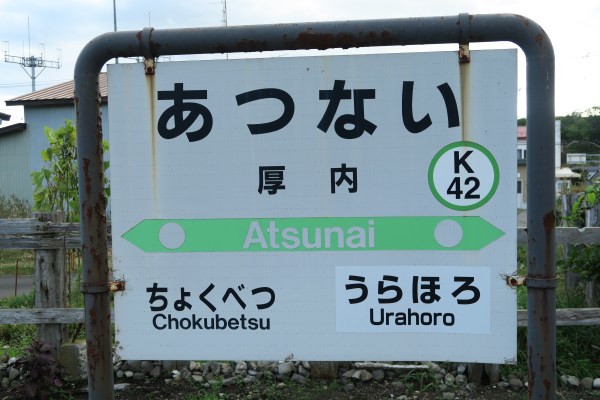 あつない
厚内
K
42
Atsunai
ちょくべつ
Chokubetsu
うらほろ
Urahoro